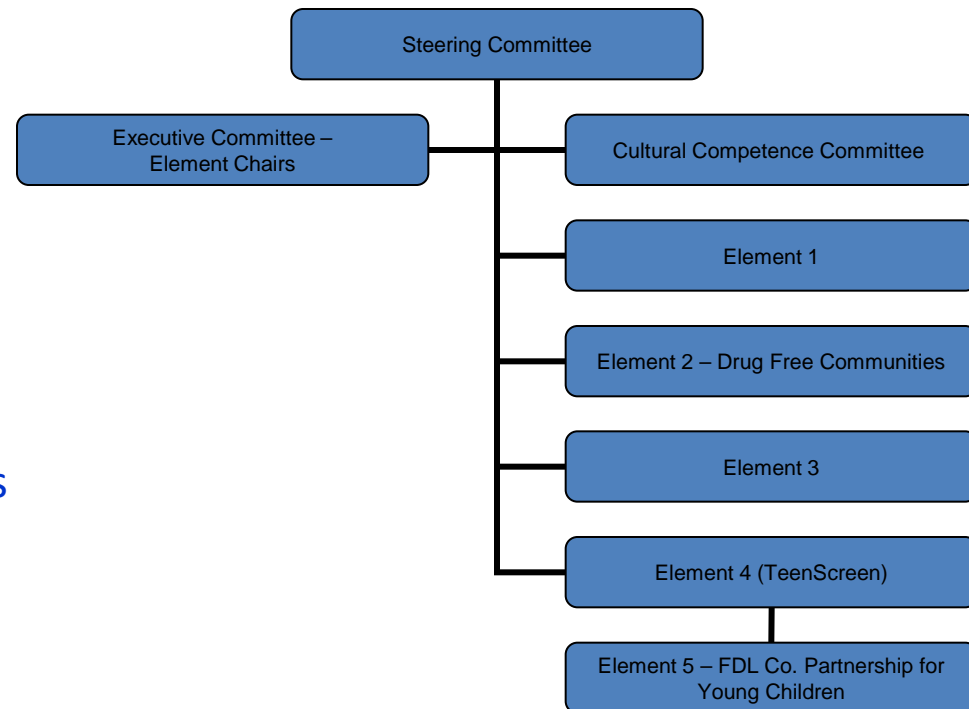 Steering Committee
Executive Committee –
Element Chairs
Cultural Competence Committee
Element 1
Element 2 – Drug Free Communities
Element 3
s
Element 4 (TeenScreen)
Element 5 – FDL Co. Partnership for
Young Children